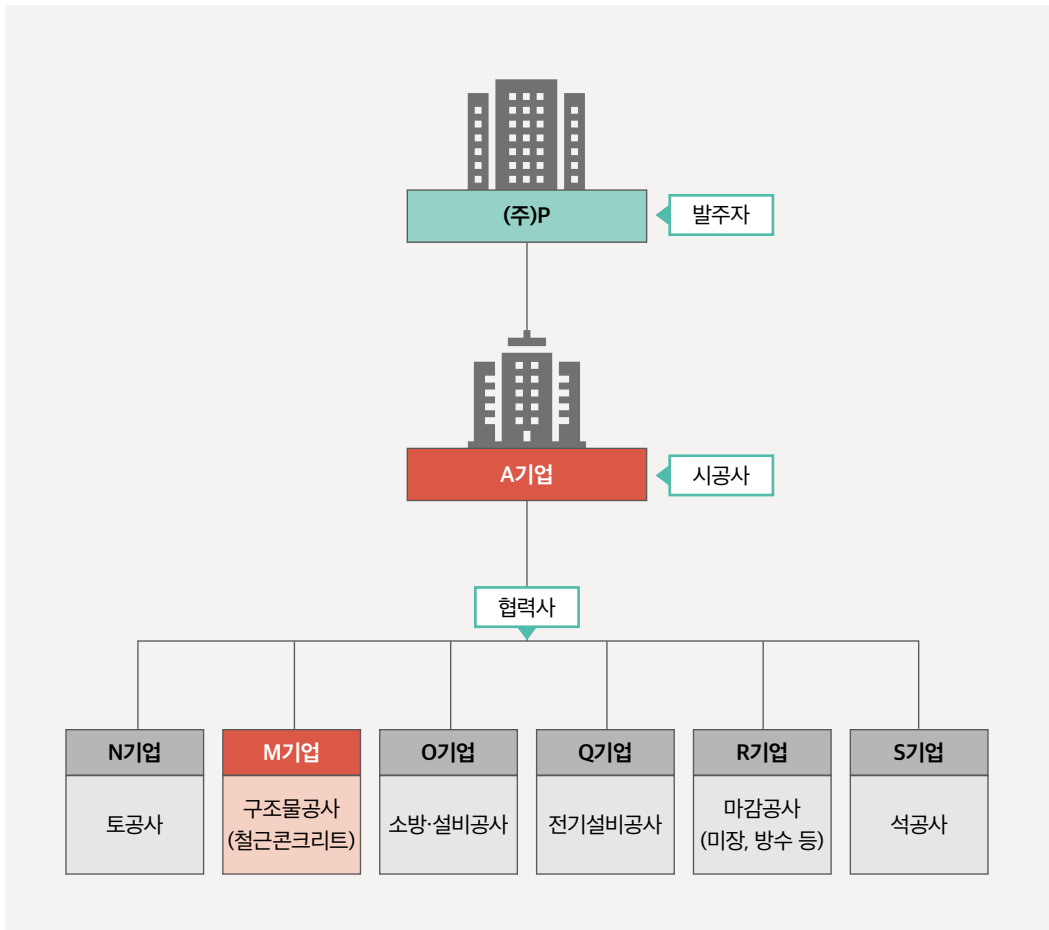 (주)P
발주자
A기업
시공사
협력사
N기업
M기업
O기업
Q기업
R기업
S기업
토공사
구조물공사
(철근콘크리트)
소방·설비공사
전기설비공사
마감공사
(미장, 방수 등)
석공사